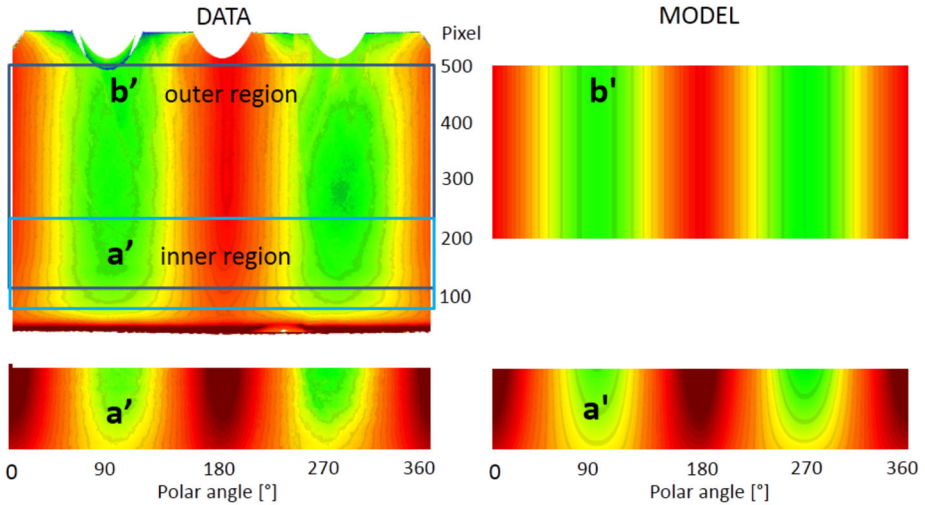 DATA
MODEL
Pixel
500
400
300
200
100
b’ outer region
a’ inner region
b'
a’
a'
0 90 180 270 360
Polar angle [°]
0 90 180 270 360
Polar angle [°]